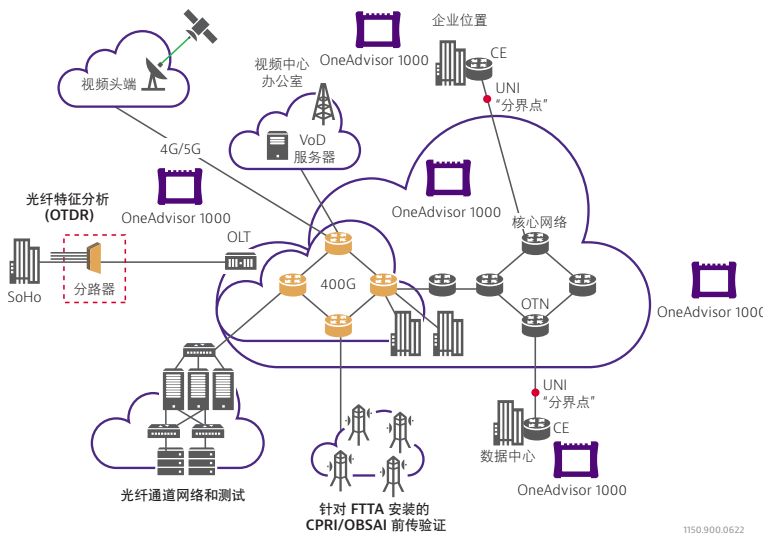 企业位置
CE
OneAdvisor 1000
UNI
“分界点”
视频头端
视频中心
办公室
VoD
服务器
4G/5G
光纤特征分析
(OTDR)
OneAdvisor 1000
OneAdvisor 1000
核心网络
OLT
SoHo
分路器
400G
OTN
OneAdvisor 1000
UNI
“分界点”
CE
数据中心
OneAdvisor 1000
光纤通道网络和测试
针对 FTTA 安装的
CPRI/OBSAI 前传验证
1150.900.0622